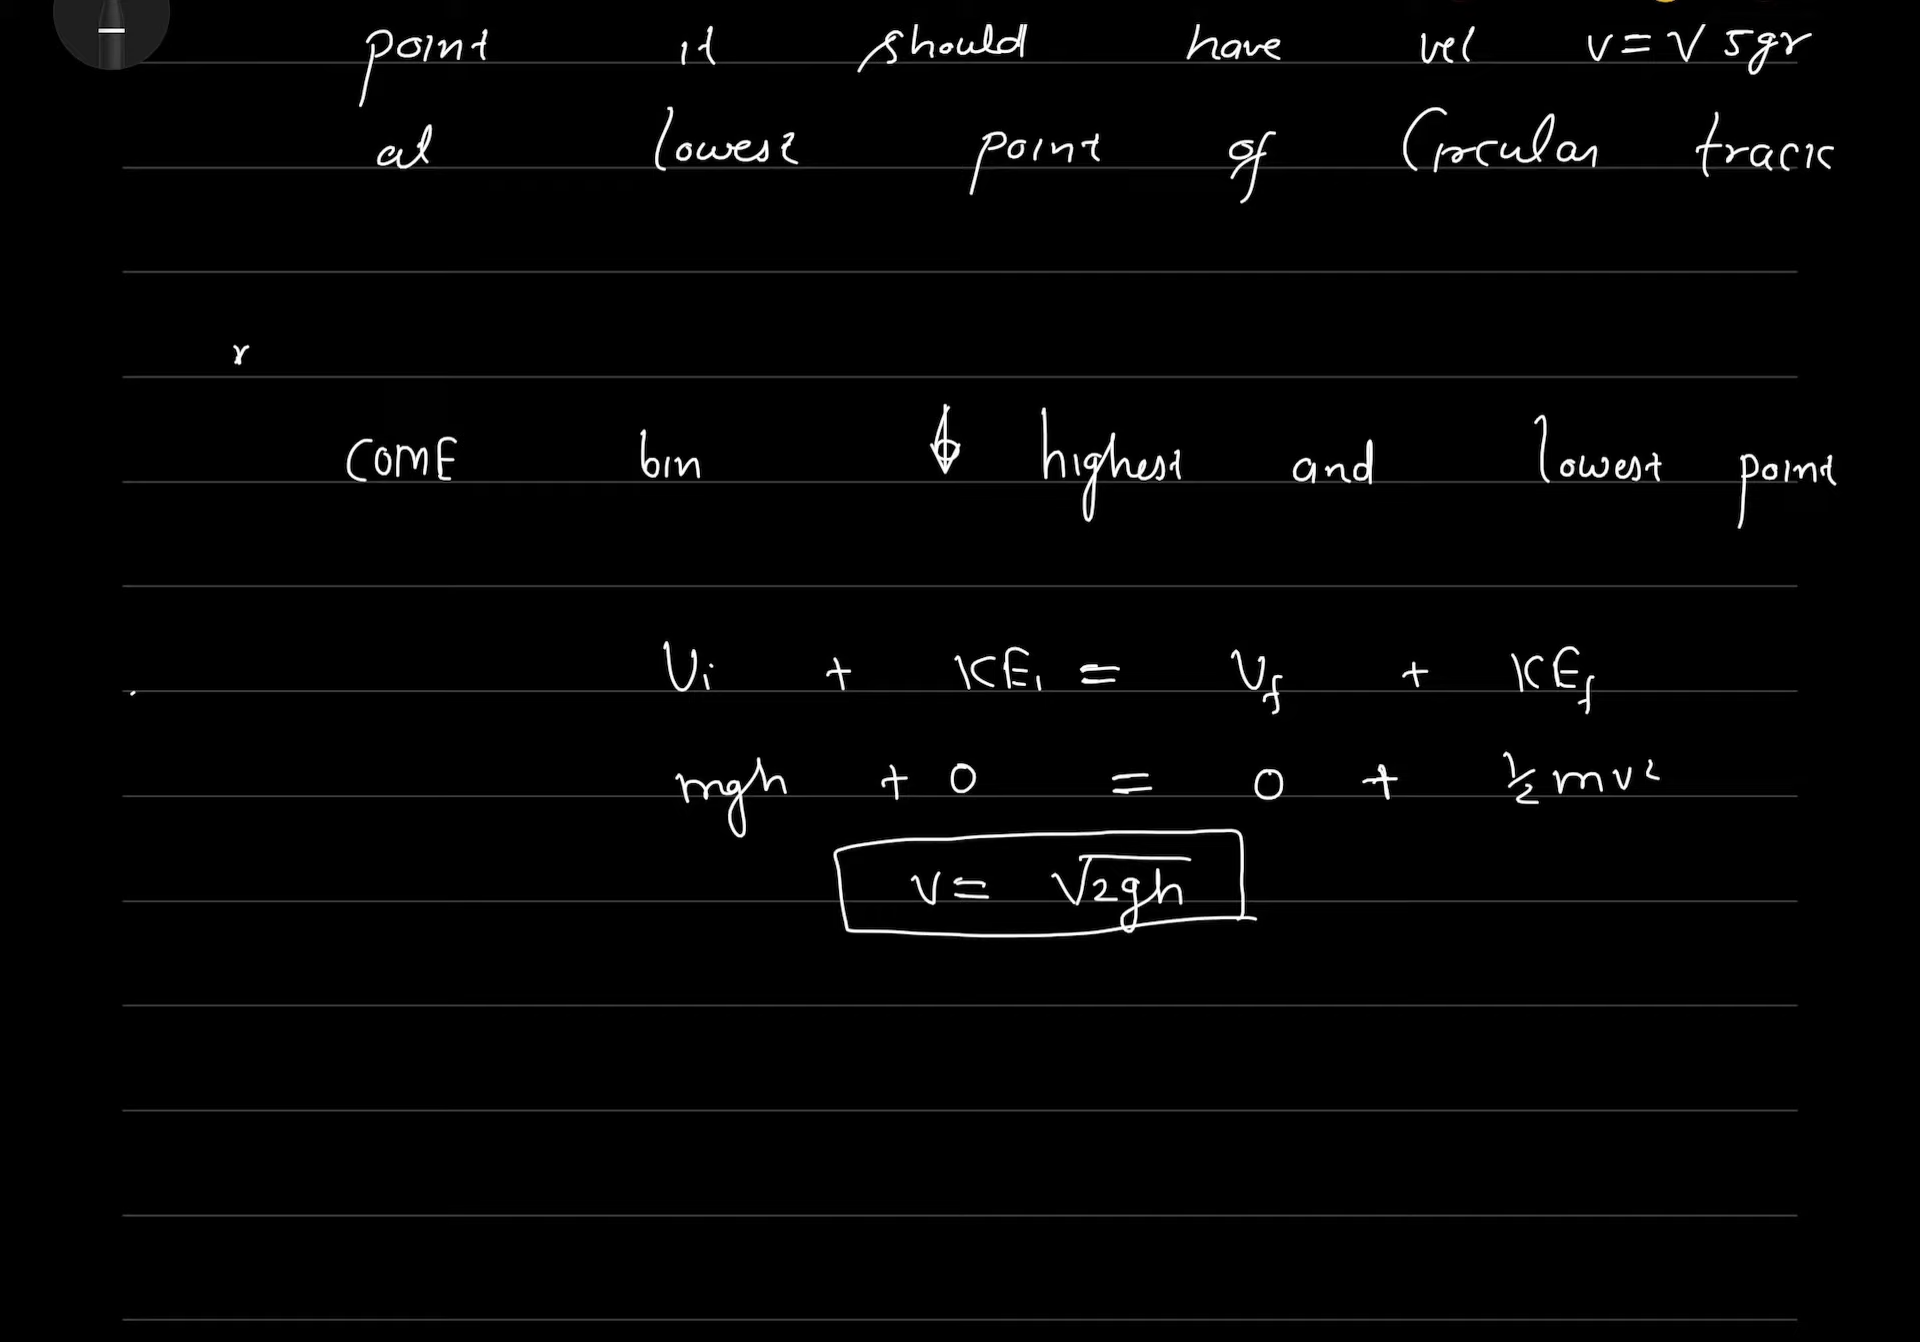 point it should have vel v = √5gr
at lowest point of Circular track
r
COME b/n highest and lowest point
Ui + KEi = Uf + KEf
mgh + 0 = 0 + ½mv²
v = √2gh